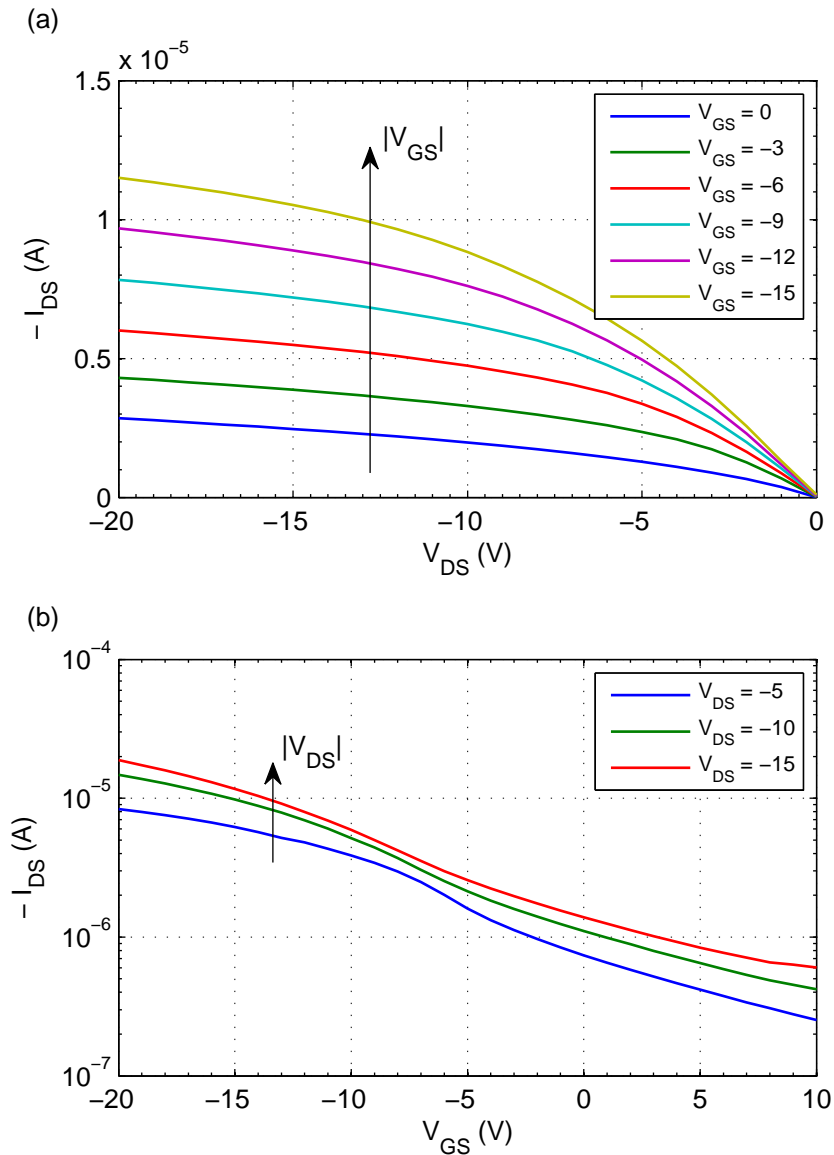 (a)
x 10^−5
1.5
1
0.5
0
− I_DS (A)
|V_GS|
V_GS = 0
V_GS = −3
V_GS = −6
V_GS = −9
V_GS = −12
V_GS = −15
−20 −15 −10 −5 0
V_DS (V)
(b)
10^−4
10^−5
10^−6
10^−7
− I_DS (A)
|V_DS|
V_DS = −5
V_DS = −10
V_DS = −15
−20 −15 −10 −5 0 5 10
V_GS (V)